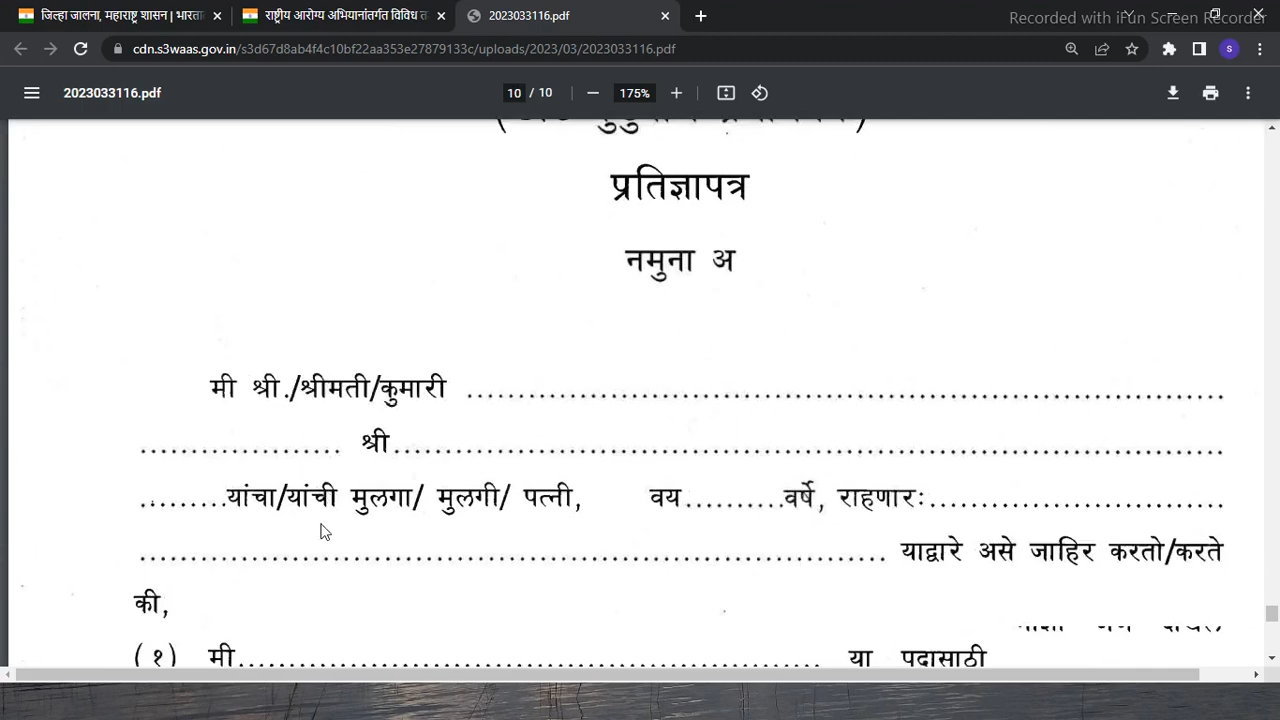 जिल्हा जालना, महाराष्ट्र शासन | भारता
राष्ट्रीय आरोग्य अभियानांतर्गत विविध त
2023033116.pdf
Recorded with iFun Screen Recorder
cdn.s3waas.gov.in/s3d67d8ab4f4c10bf22aa353e27879133c/uploads/2023/03/2023033116.pdf
S
2023033116.pdf
10 / 10
175%
प्रतिज्ञापत्र
नमुना अ
मी श्री./श्रीमती/कुमारी ........................................................................
.................... श्री...................................................................................
.........यांचा/यांची मुलगा/ मुलगी/ पत्नी, वय..........वर्षे, राहणारः..............................
........................................................................... याद्वारे असे जाहिर करतो/करते
की,
(१) मी.......................................................... या पदासाठी